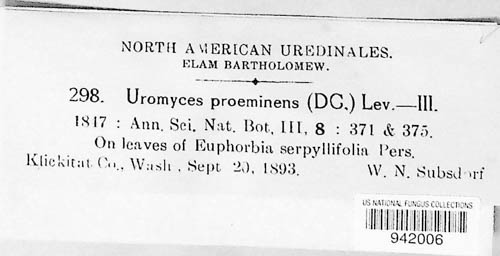 NORTH AMERICAN UREDINALES.
ELAM BARTHOLOMEW.
298. Uromyces proeminens (DC.) Lev.—III.
1847 : Ann. Sci. Nat. Bot, III, 8 : 371 & 375.
On leaves of Euphorbia serpyllifolia Pers.
Klickitat Co., Wash., Sept 20, 1893. W. N. Subsdorf
US NATIONAL FUNGUS COLLECTIONS
942006